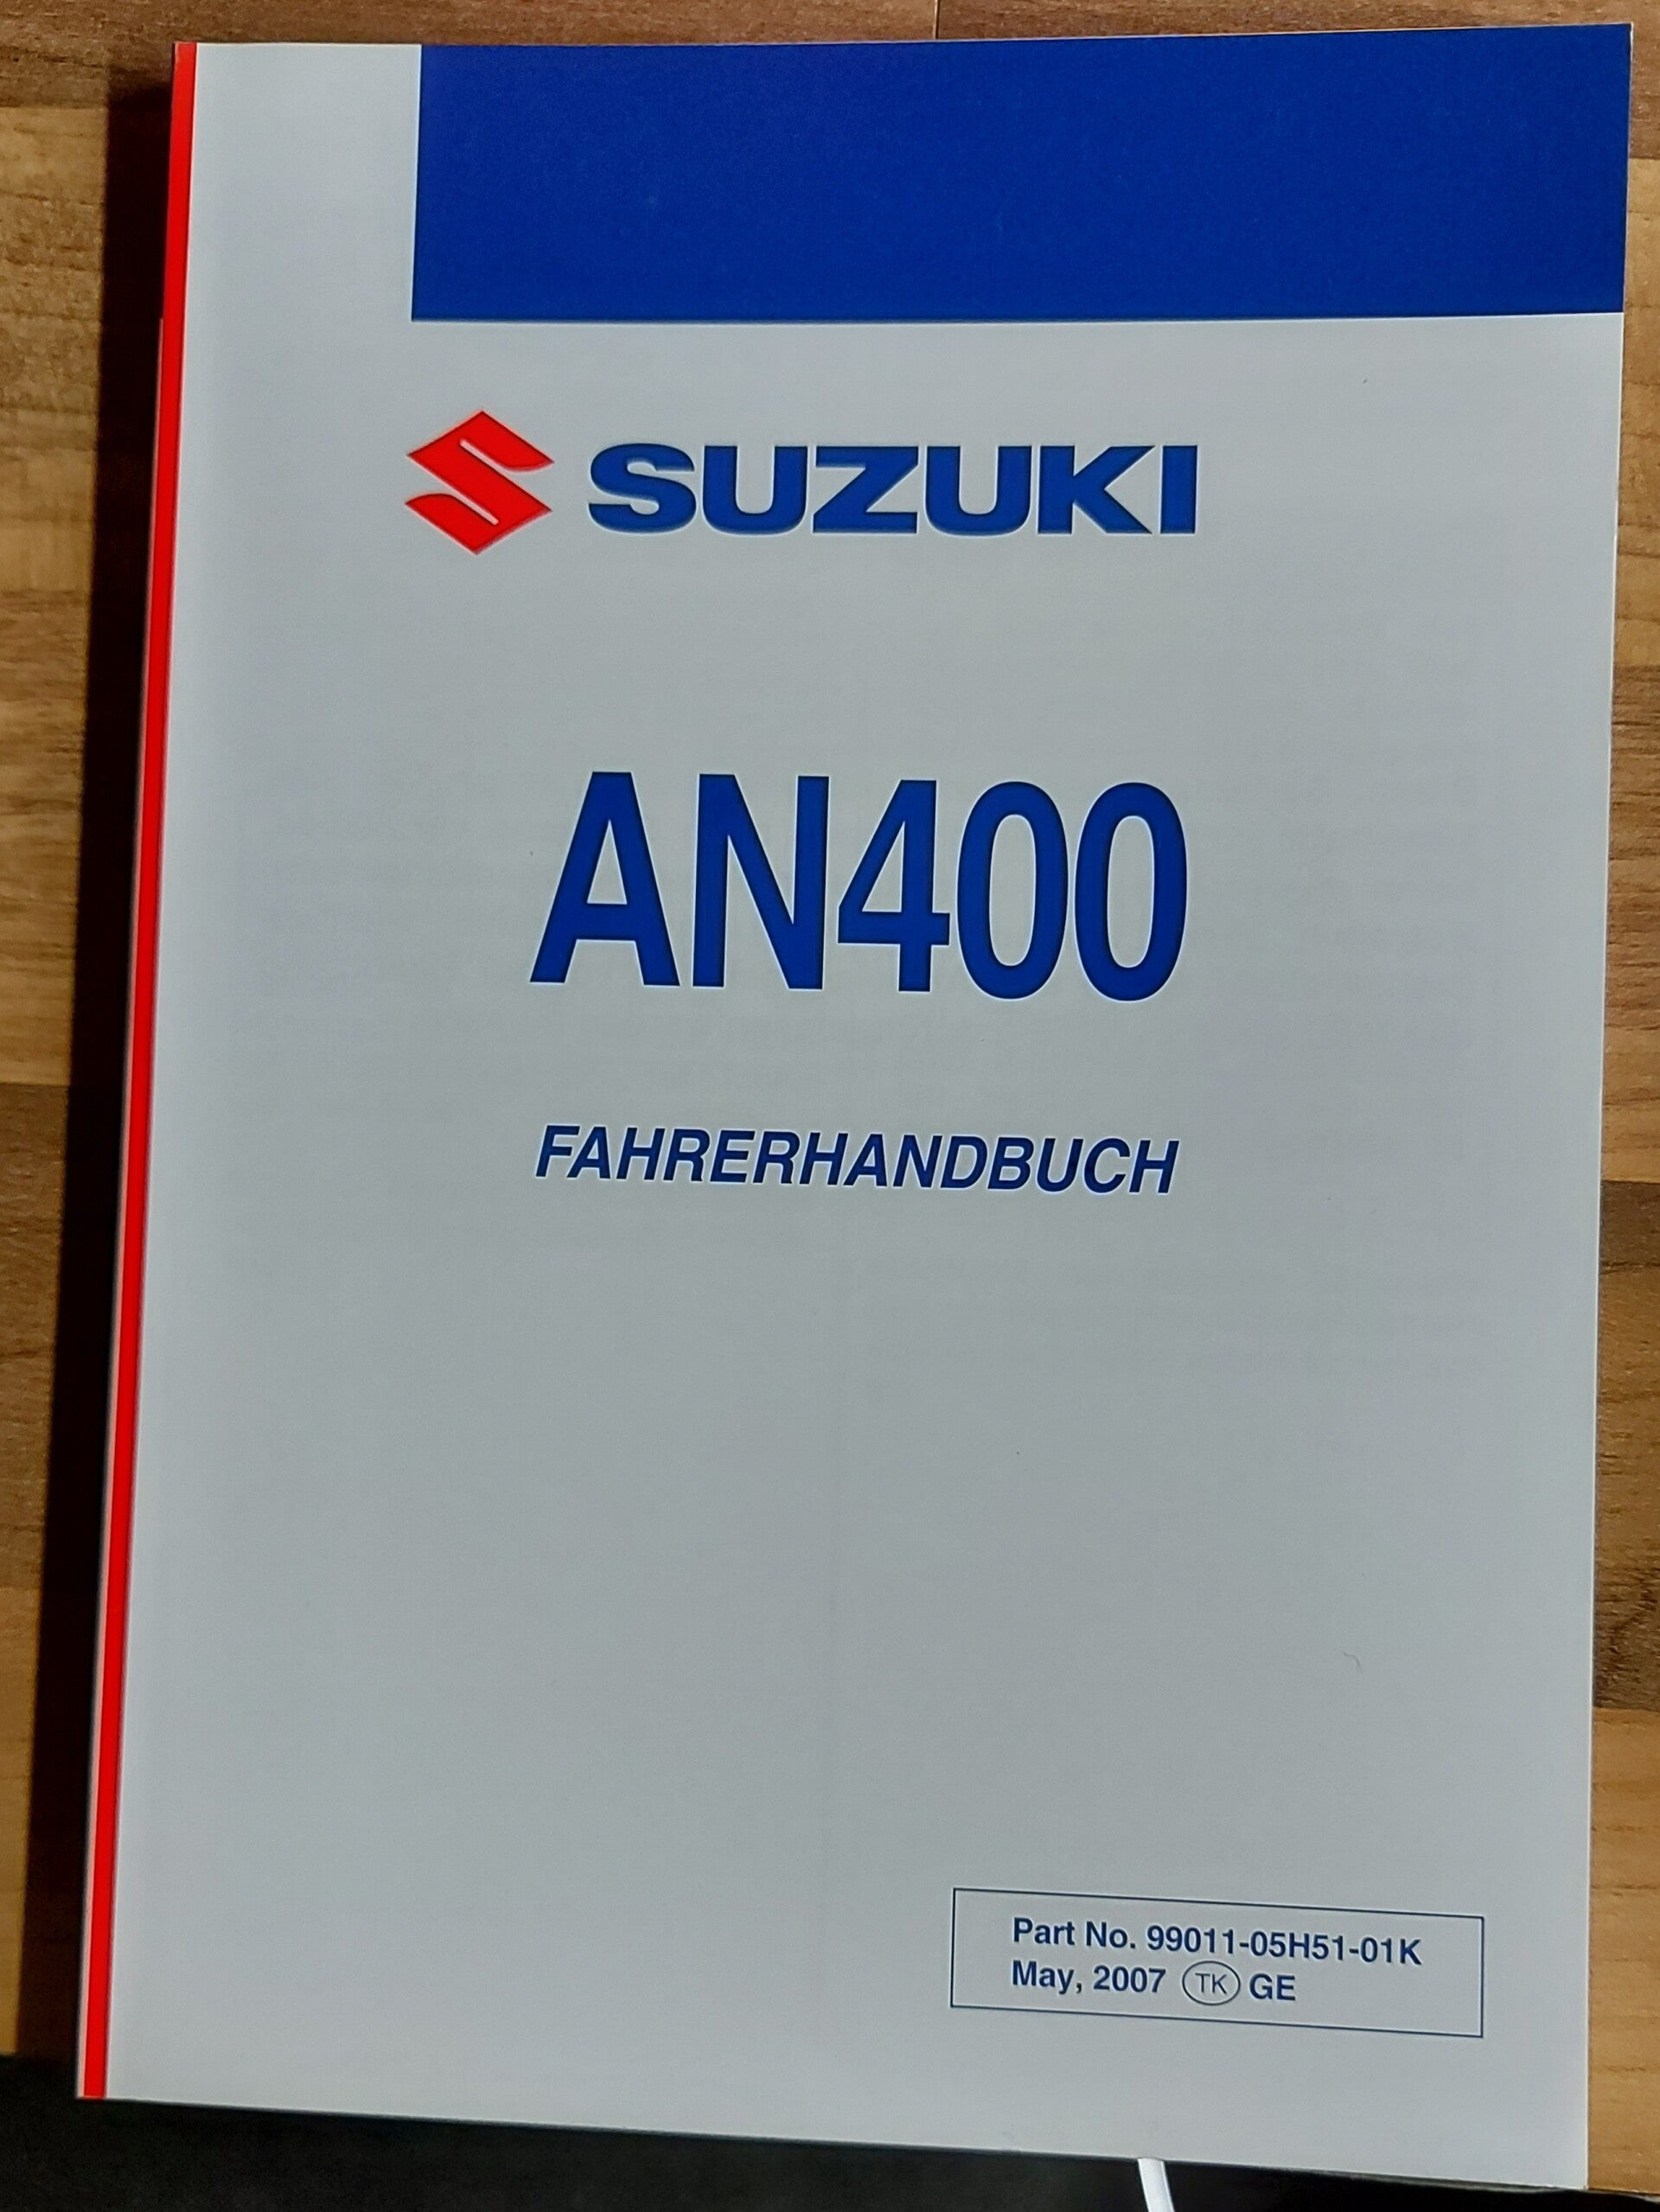 SUZUKI
AN400
FAHRERHANDBUCH
Part No. 99011-05H51-01K
May, 2007 TK GE